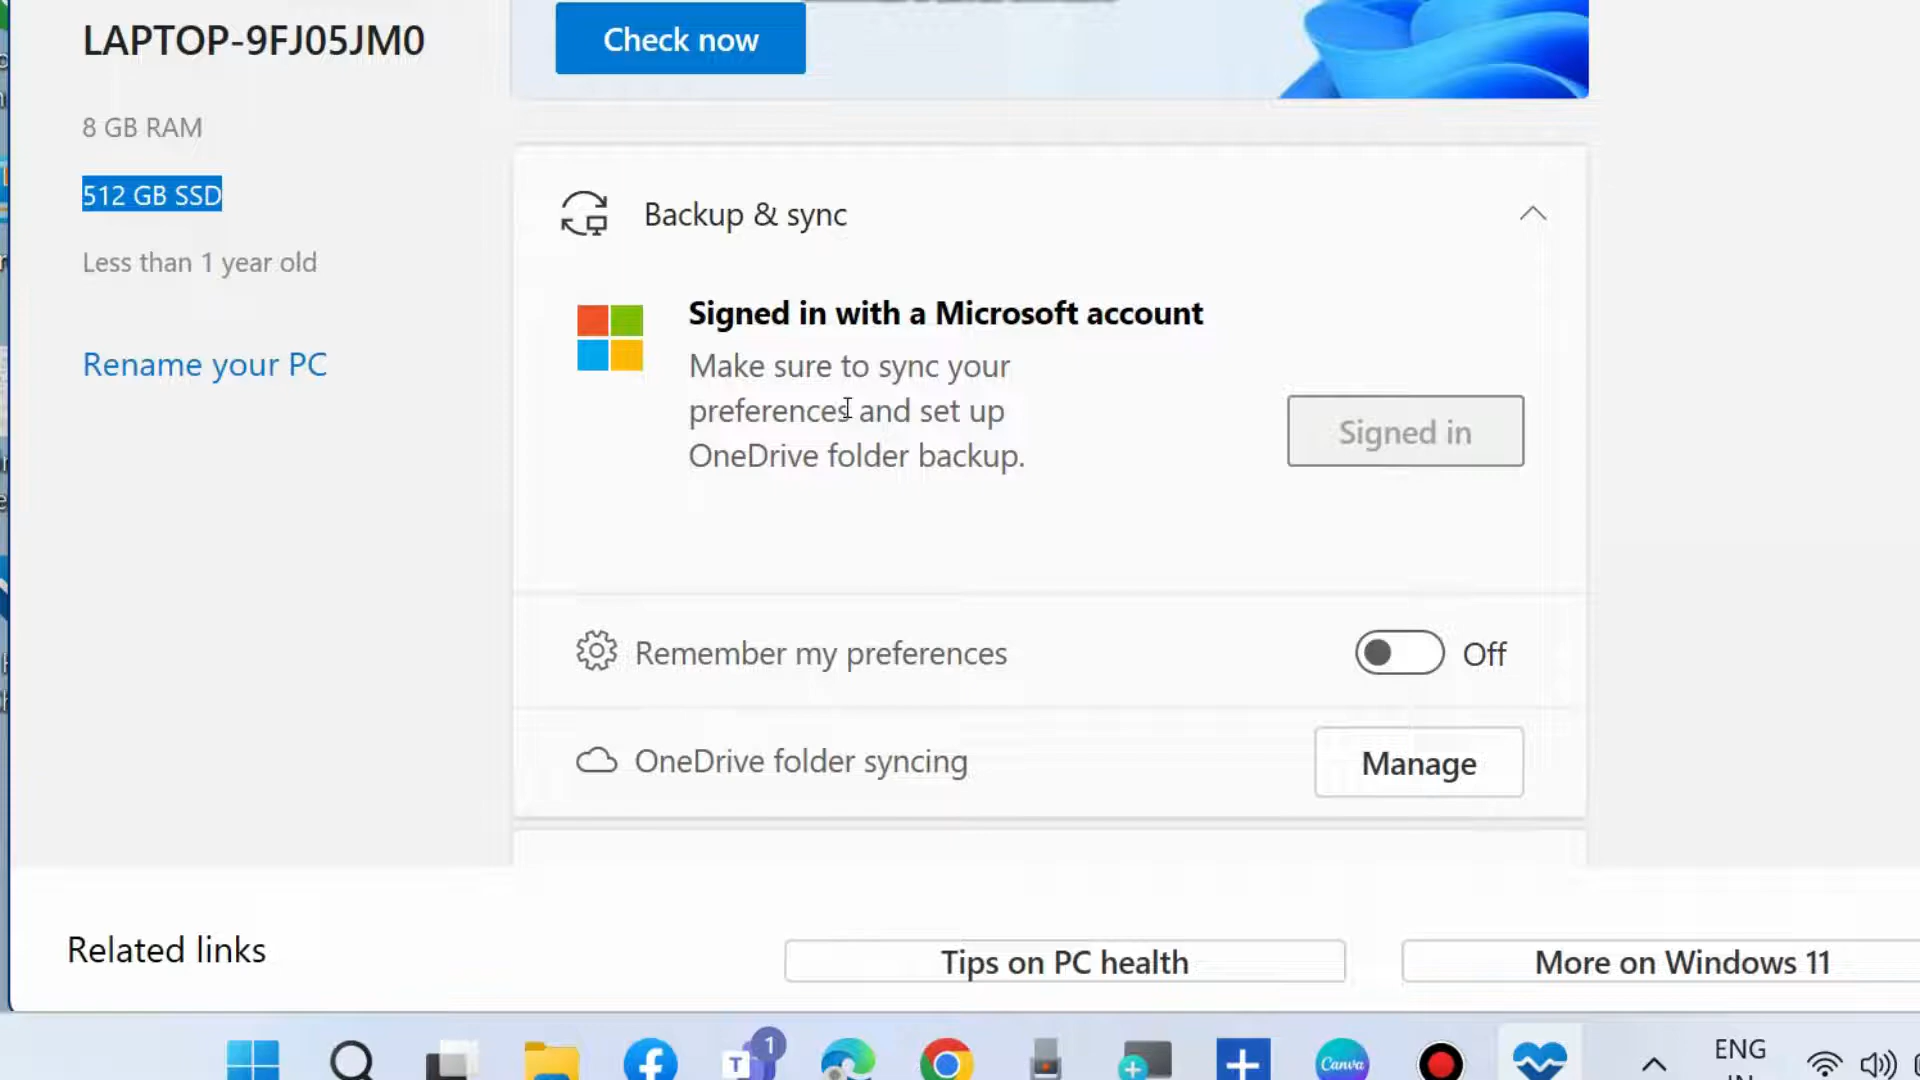 LAPTOP-9FJ05JM0
8 GB RAM
512 GB SSD
Less than 1 year old
Rename your PC
Check now
Backup & sync
Signed in with a Microsoft account
Make sure to sync your
preferences and set up
OneDrive folder backup.
Signed in
Remember my preferences
Off
OneDrive folder syncing
Manage
Related links
Tips on PC health
More on Windows 11
T
1
Canva
ENG